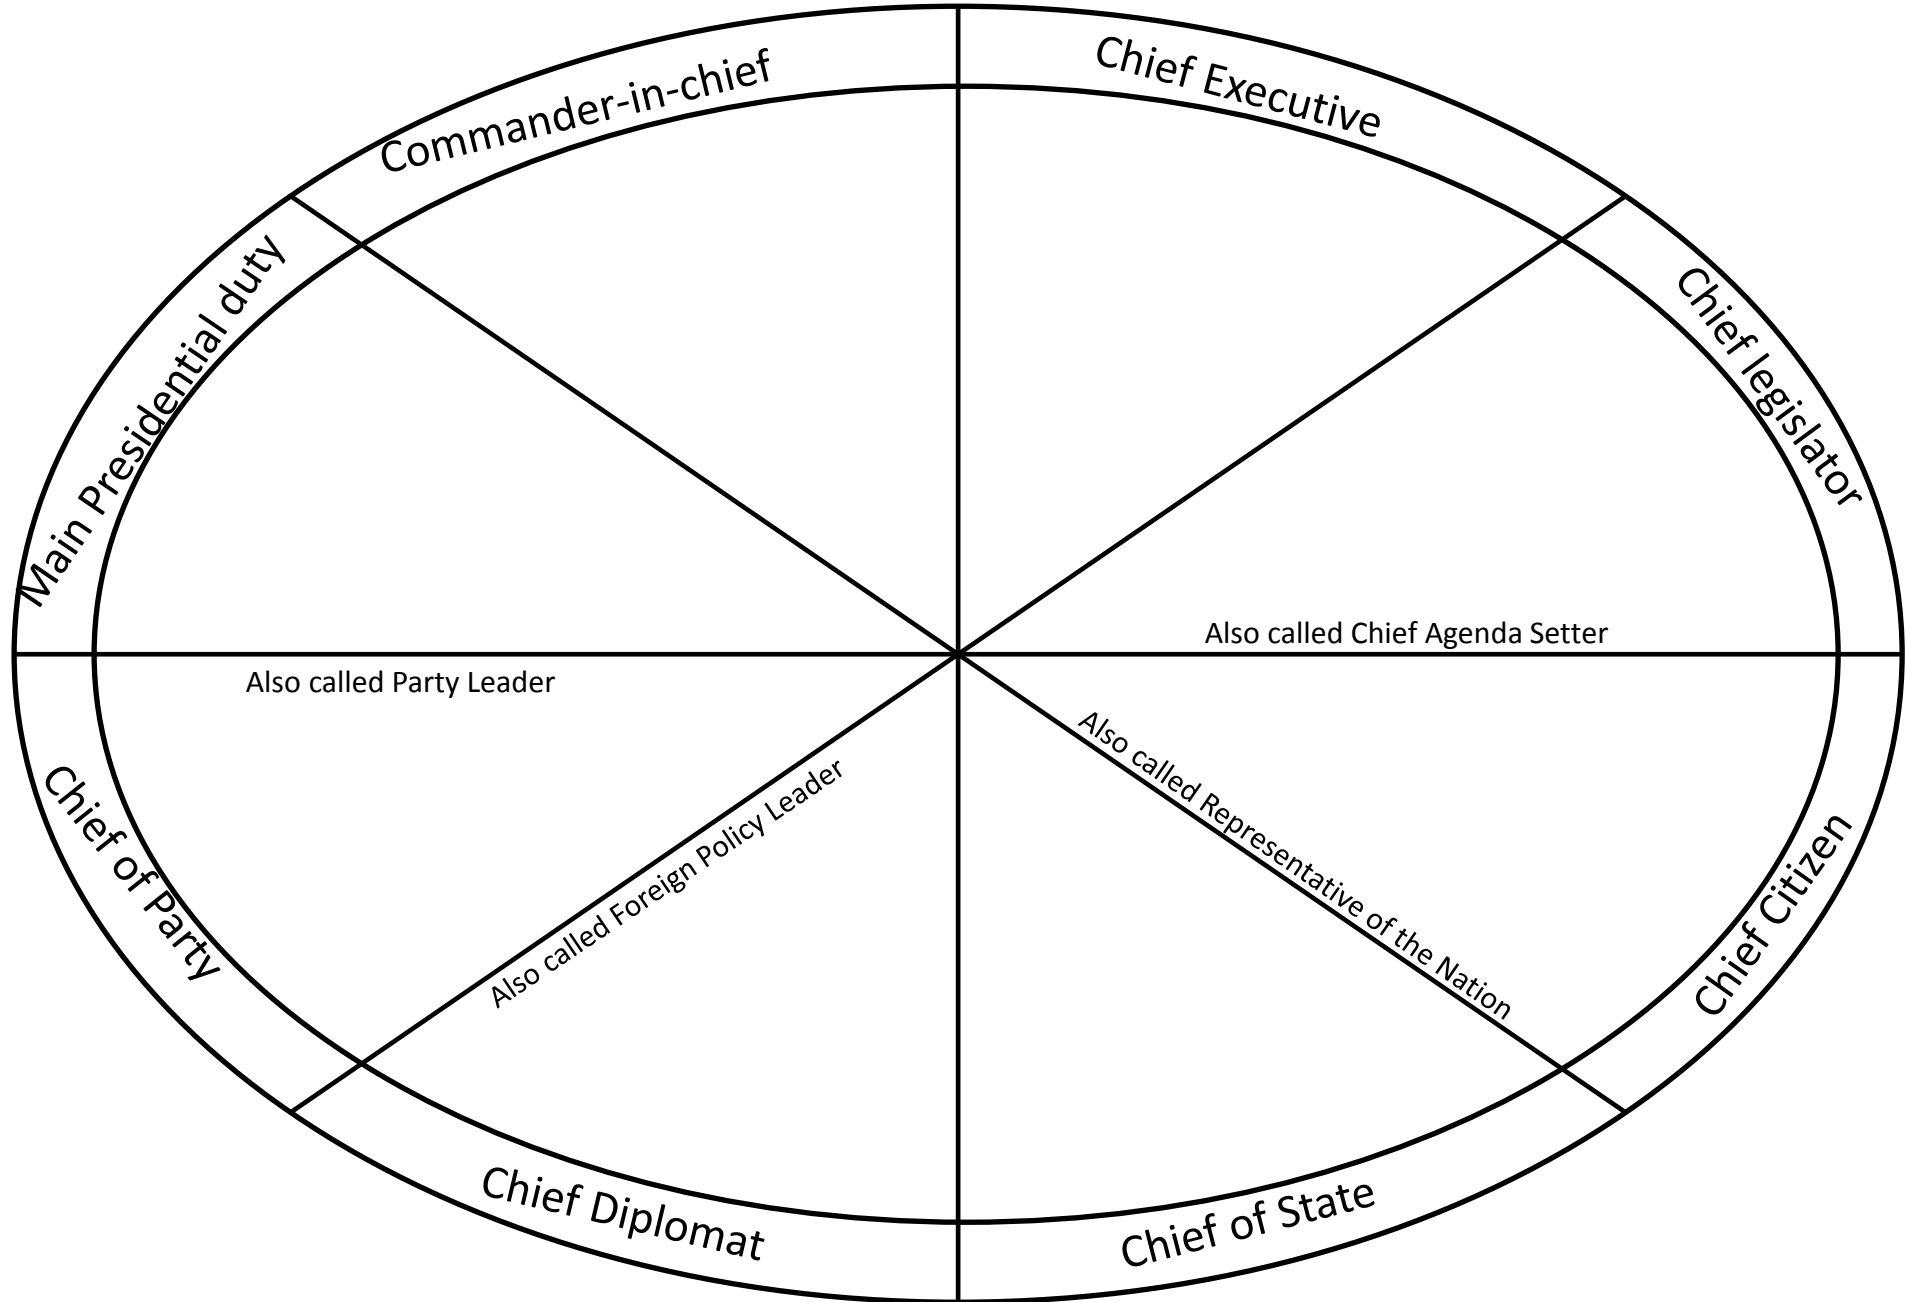 Commander-in-chief
Chief Executive
Main Presidential duty
Chief legislator
Also called Chief Agenda Setter
Also called Party Leader
Also called Representative of the Nation
Also called Foreign Policy Leader
Chief of Party
Chief Citizen
Chief Diplomat
Chief of State